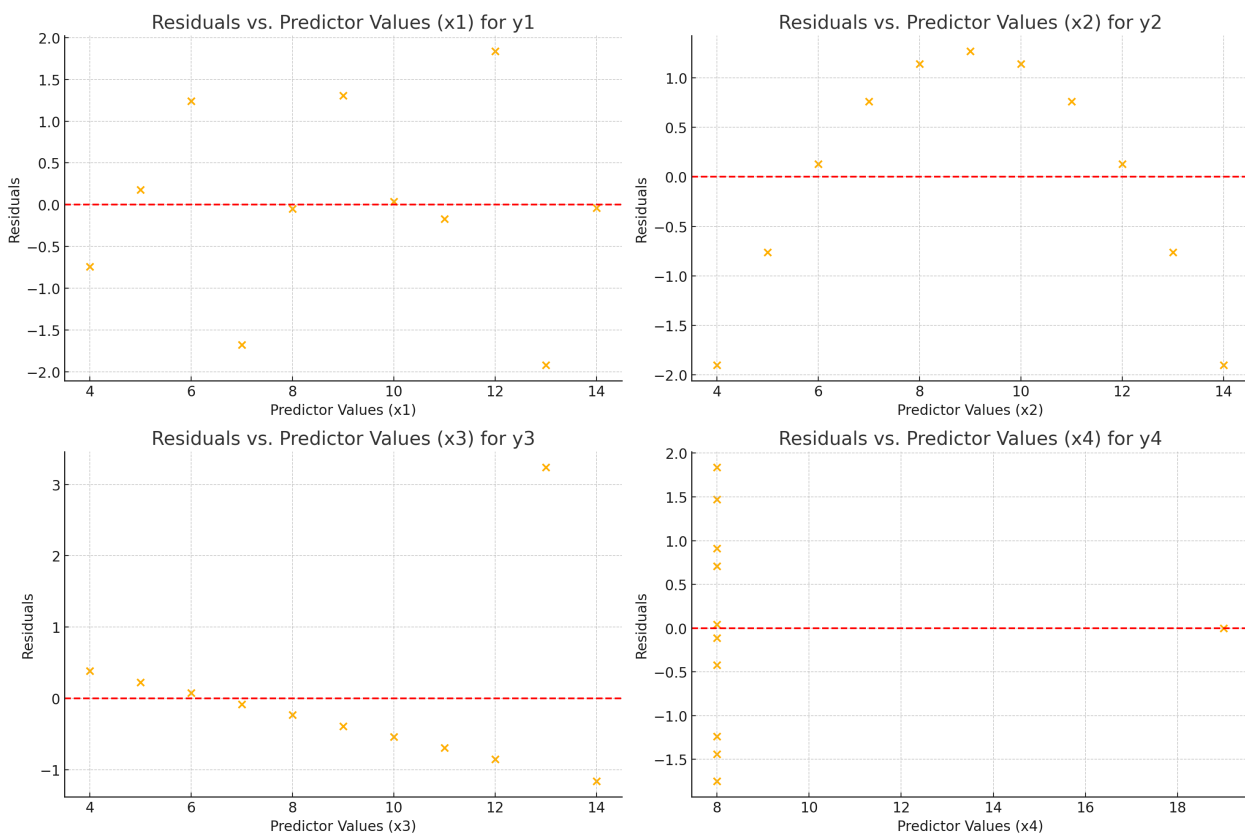 Residuals vs. Predictor Values (x1) for y1
2.0
1.5
1.0
0.5
0.0
−0.5
−1.0
−1.5
−2.0
Residuals
4 6 8 10 12 14
Predictor Values (x1)
Residuals vs. Predictor Values (x2) for y2
1.0
0.5
0.0
−0.5
−1.0
−1.5
−2.0
Residuals
4 6 8 10 12 14
Predictor Values (x2)
Residuals vs. Predictor Values (x3) for y3
3
2
1
0
−1
Residuals
4 6 8 10 12 14
Predictor Values (x3)
Residuals vs. Predictor Values (x4) for y4
2.0
1.5
1.0
0.5
0.0
−0.5
−1.0
−1.5
Residuals
8 10 12 14 16 18
Predictor Values (x4)